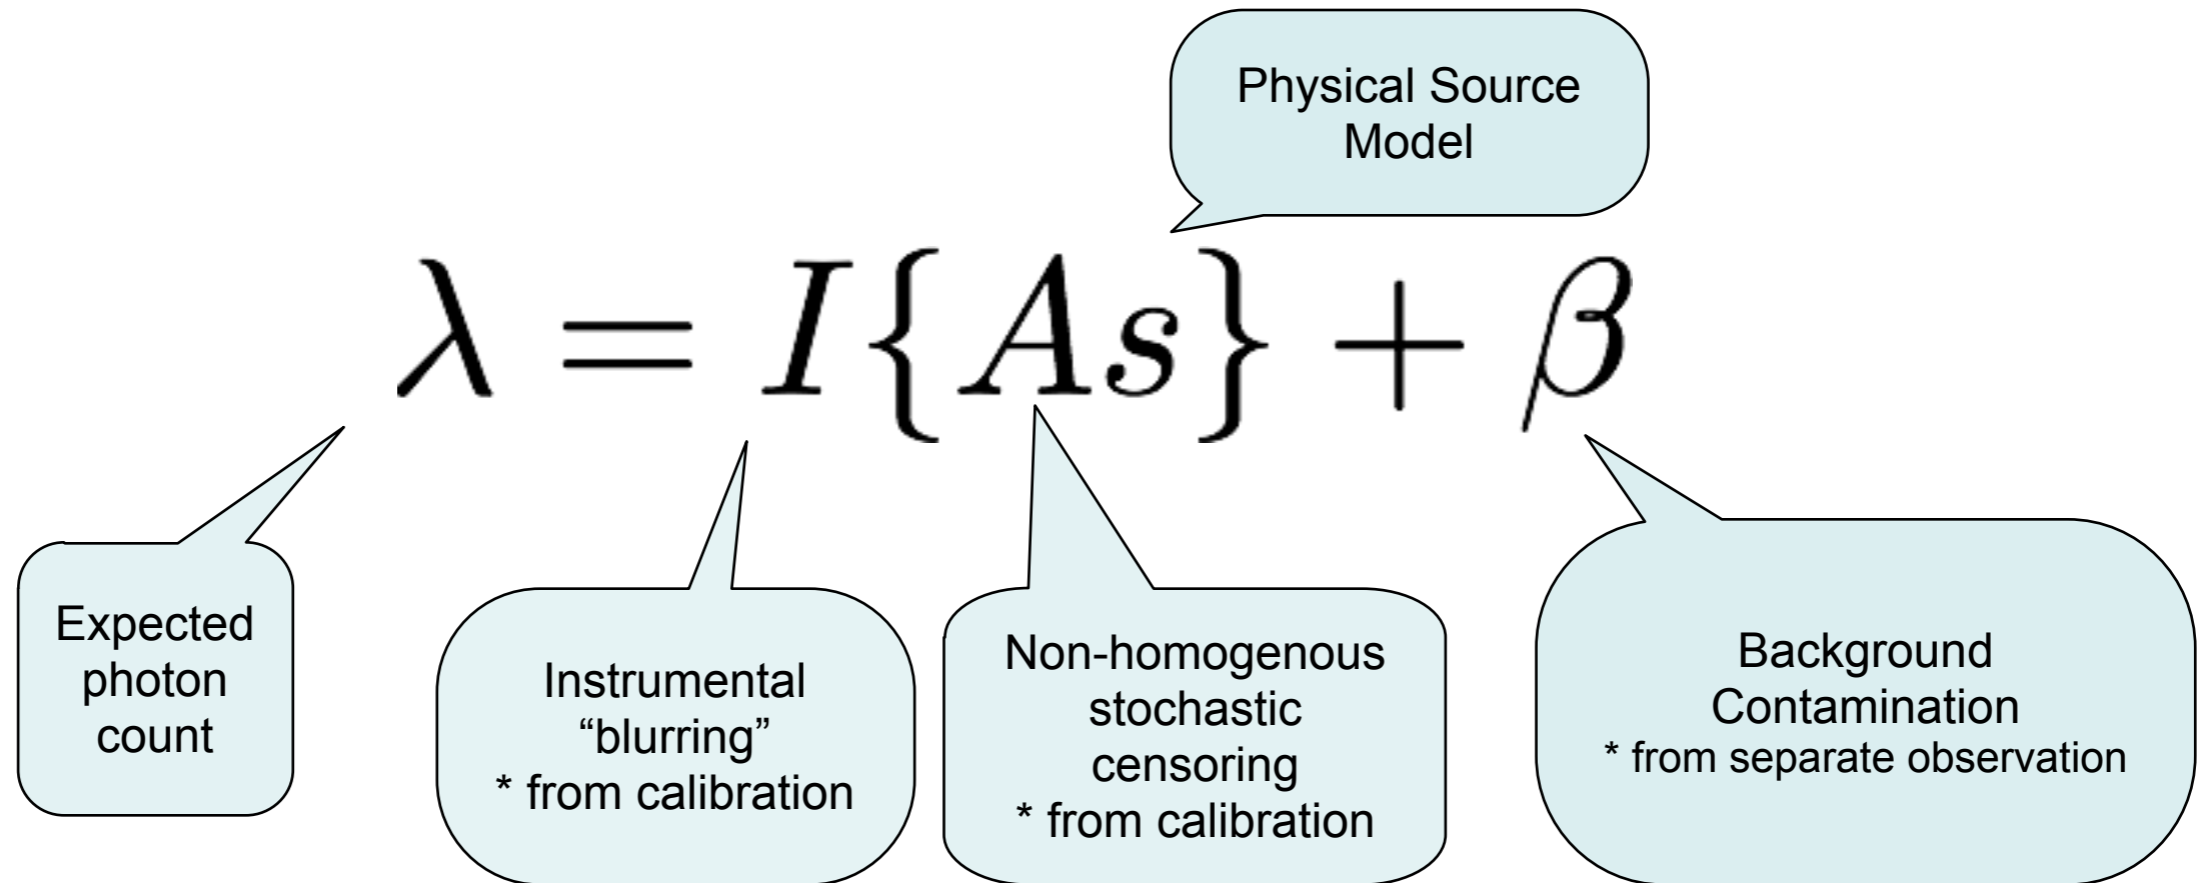 Physical Source
Model
λ = I{As} + β
Expected
photon
count
Instrumental
“blurring”
* from calibration
Non-homogenous
stochastic
censoring
* from calibration
Background
Contamination
* from separate observation